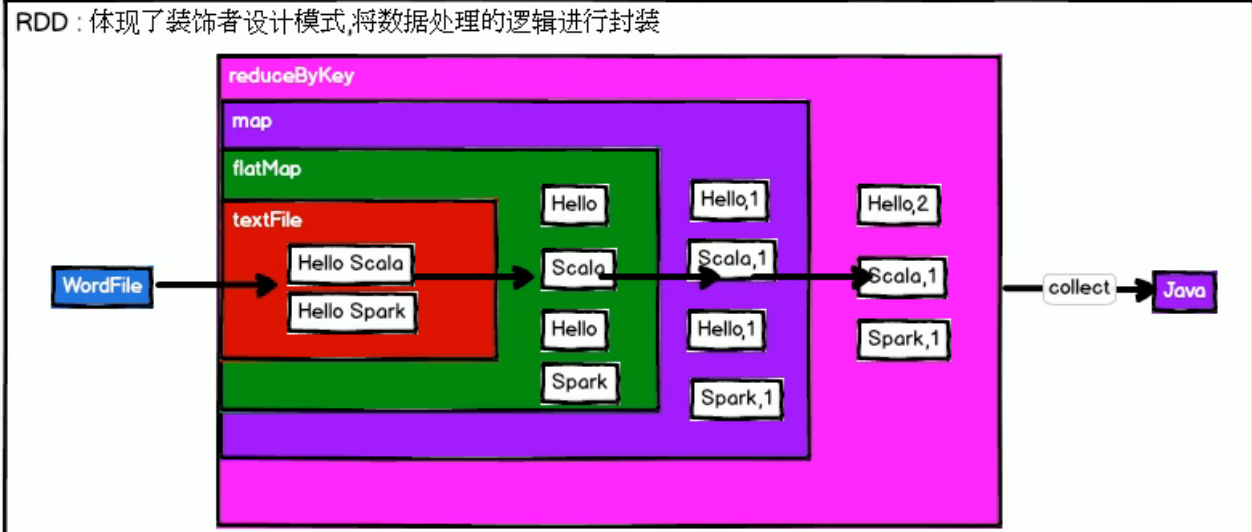 RDD : 体现了装饰者设计模式,将数据处理的逻辑进行封装
reduceByKey
map
flatMap
textFile
WordFile
Hello Scala
Hello Spark
Hello
Scala
Hello
Spark
Hello,1
Scala,1
Hello,1
Spark,1
Hello,2
Scala,1
Spark,1
collect
Java